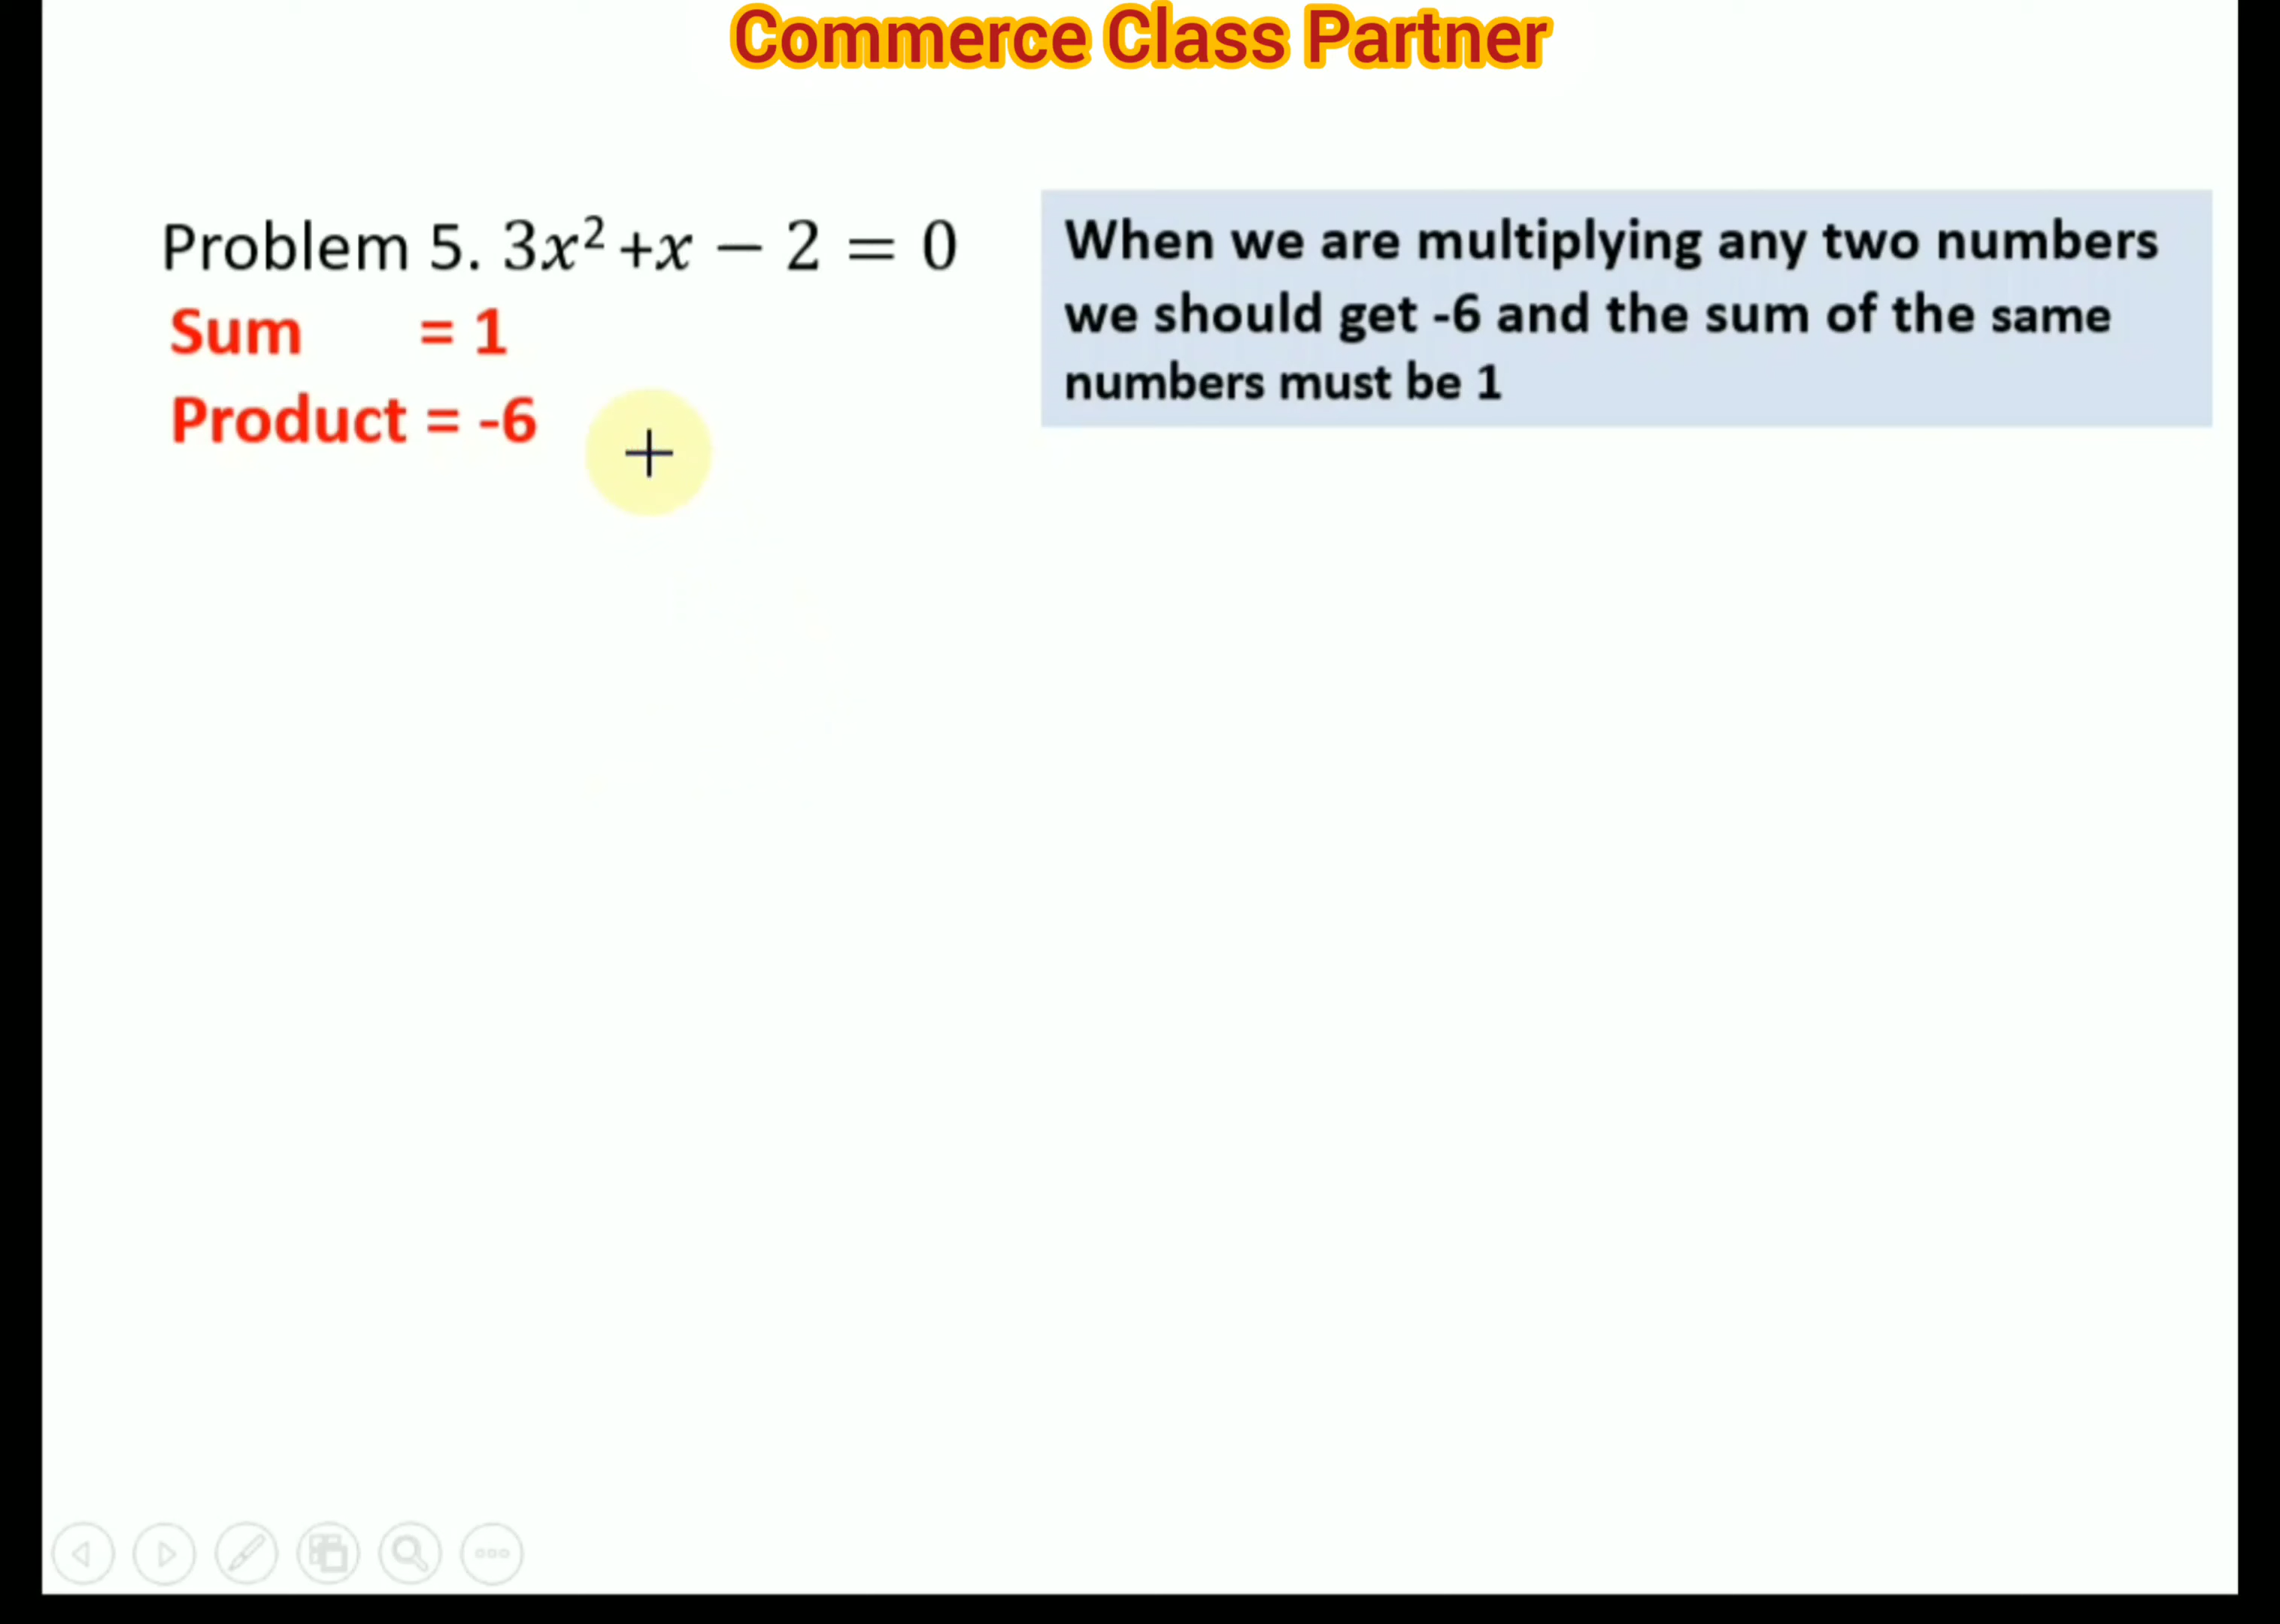 Commerce Class Partner
Problem 5. 3x² +x − 2 = 0
Sum = 1
Product = -6
When we are multiplying any two numbers
we should get -6 and the sum of the same
numbers must be 1